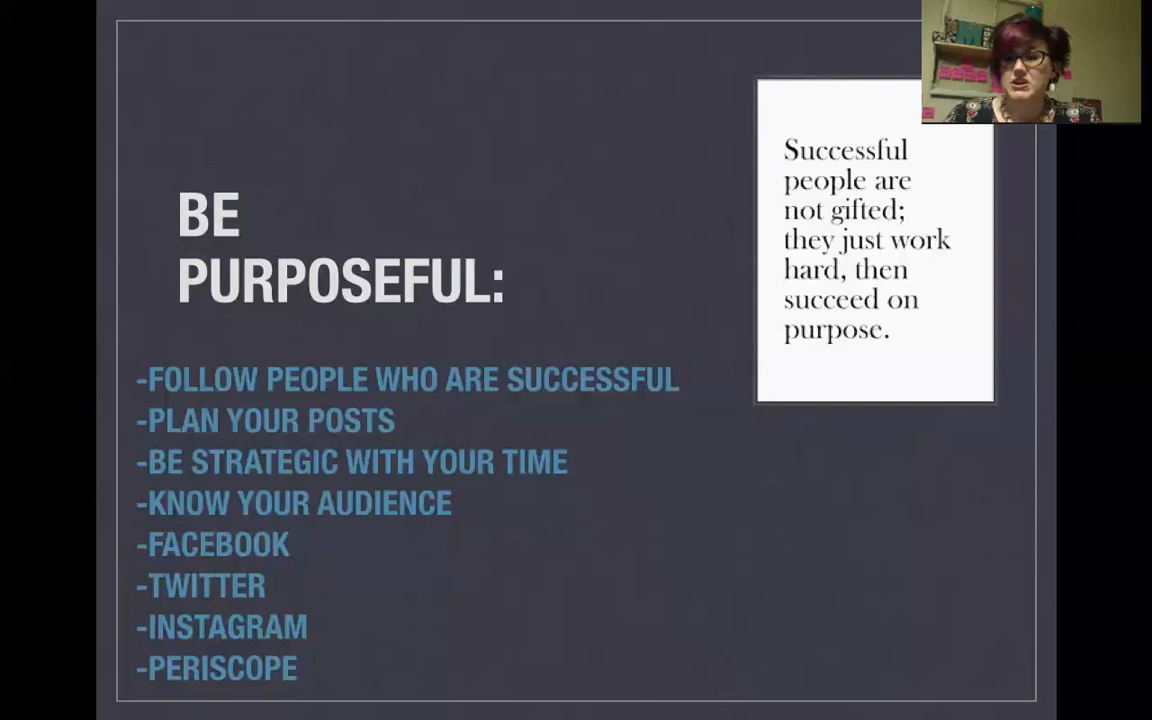 BE
PURPOSEFUL:
-FOLLOW PEOPLE WHO ARE SUCCESSFUL
-PLAN YOUR POSTS
-BE STRATEGIC WITH YOUR TIME
-KNOW YOUR AUDIENCE
-FACEBOOK
-TWITTER
-INSTAGRAM
-PERISCOPE
Successful
people are
not gifted;
they just work
hard, then
succeed on
purpose.